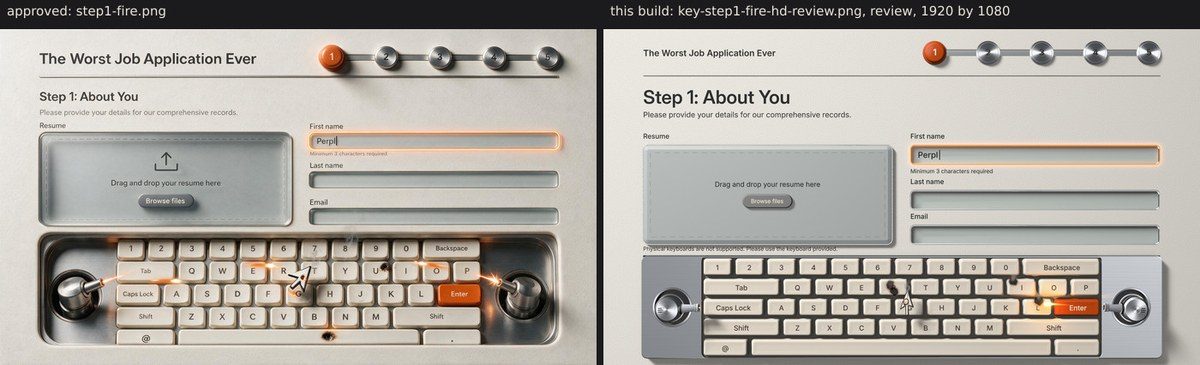 approved: step1-fire.png
The Worst Job Application Ever
1 2 3 4 5
Step 1: About You
Please provide your details for our comprehensive records.
Resume
Drag and drop your resume here
Browse files
First name
Perpl
Minimum 3 characters required
Last name
Email
1 2 3 4 5 6 7 8 9 0 Backspace
Tab Q W E R T Y U I O P
Caps Lock A S D F G H J K L Enter
Shift Z X C V B N M Shift
@ .
this build: key-step1-fire-hd-review.png, review, 1920 by 1080
The Worst Job Application Ever
1
Step 1: About You
Please provide your details for our comprehensive records.
Resume
Drag and drop your resume here
Browse files
First name
Perpl
Minimum 3 characters required
Last name
Email
Physical keyboards are not supported. Please use the keyboard provided.
1 2 3 4 5 6 7 8 9 0 Backspace
Tab Q W E T Y U I O P
Caps Lock A S D F G H J K L Enter
Shift Z X C V B N M Shift
@ .